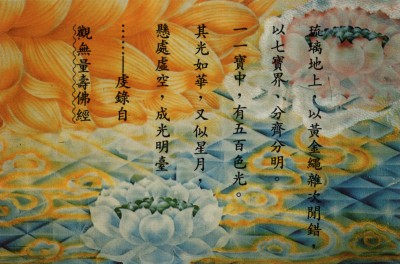 琉璃地上，以黃金繩雜次間錯，
以七寶界，分齊分明。
一一寶中，有五百色光。
其光如華，又似星月，
懸處虛空，成光明臺
……——虔錄自
觀無量壽佛經